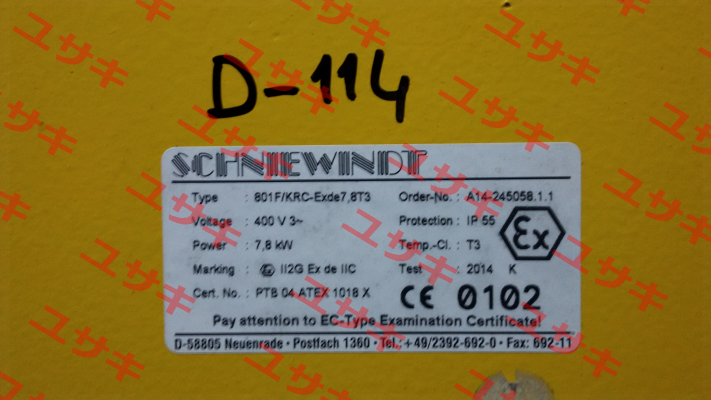 D-114
SCHNIEWINDT
Type : 801F/KRC-Exde7,8T3 Order-No. : A14-245058.1.1
Voltage : 400 V 3~ Protection : IP 55
Power : 7,8 kW Temp.-Cl. : T3
Marking : Ex II2G Ex de IIC Test : 2014 K
Cert. No. : PTB 04 ATEX 1018 X
Ex
CE 0102
Pay attention to EC-Type Examination Certificate!
D-58805 Neuenrade · Postfach 1360 · Tel.: +49/2392-692-0 · Fax: 692-11
ユサキ